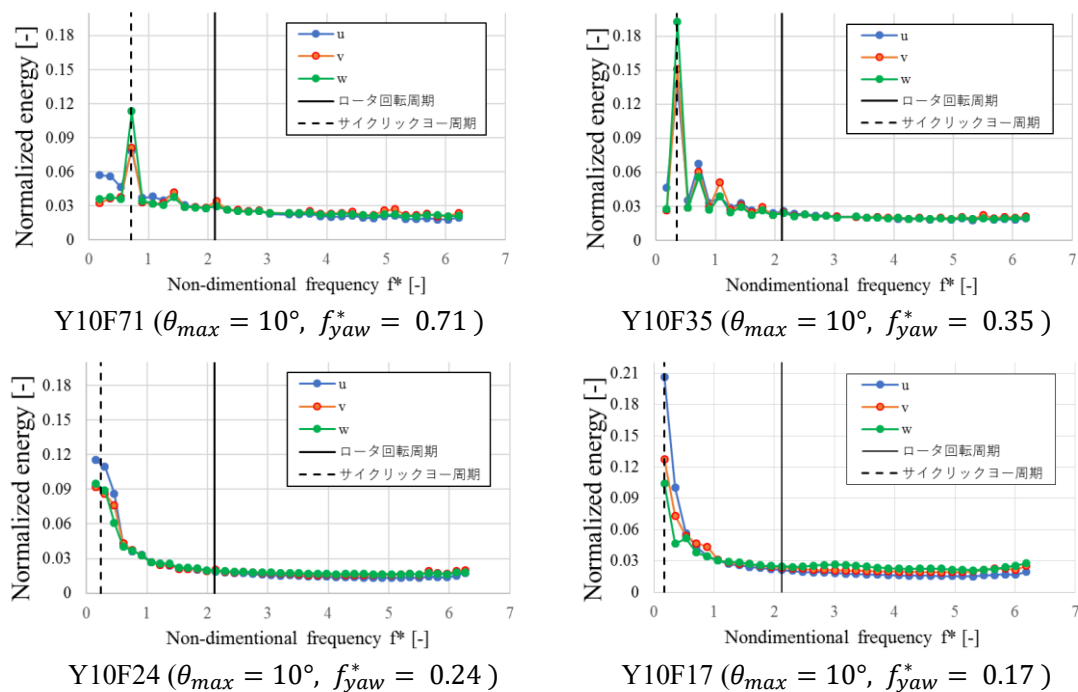 Normalized energy [-]
0.18
0.15
0.12
0.09
0.06
0.03
0
0 1 2 3 4 5 6 7
Non-dimentional frequency f* [-]
u
v
w
ロータ回転周期
サイクリックヨー周期
Y10F71 (θ_max = 10°, f*_yaw = 0.71 )
Normalized energy [-]
0.18
0.15
0.12
0.09
0.06
0.03
0
0 1 2 3 4 5 6 7
Nondimentional frequency f* [-]
u
v
w
ロータ回転周期
サイクリックヨー周期
Y10F35 (θ_max = 10°, f*_yaw = 0.35 )
Normalized energy [-]
0.18
0.15
0.12
0.09
0.06
0.03
0
0 1 2 3 4 5 6 7
Non-dimentional frequency f* [-]
u
v
w
ロータ回転周期
サイクリックヨー周期
Y10F24 (θ_max = 10°, f*_yaw = 0.24 )
Normalized energy [-]
0.21
0.18
0.15
0.12
0.09
0.06
0.03
0
0 1 2 3 4 5 6 7
Nondimentional frequency f* [-]
u
v
w
ロータ回転周期
サイクリックヨー周期
Y10F17 (θ_max = 10°, f*_yaw = 0.17 )